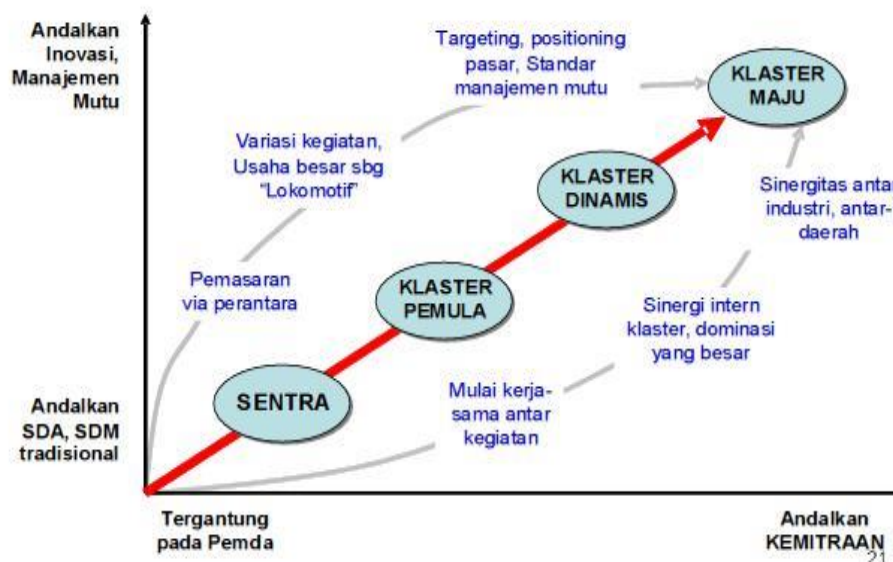 Andalkan
Inovasi,
Manajemen
Mutu
Targeting, positioning
pasar, Standar
manajemen mutu
KLASTER
MAJU
Variasi kegiatan,
Usaha besar sbg
"Lokomotif"
KLASTER
DINAMIS
Sinergitas antar
industri, antar-
daerah
Pemasaran
via perantara
KLASTER
PEMULA
Sinergi intern
klaster, dominasi
yang besar
SENTRA
Mulai kerja-
sama antar
kegiatan
Andalkan
SDA, SDM
tradisional
Tergantung
pada Pemda
Andalkan
KEMITRAAN
21